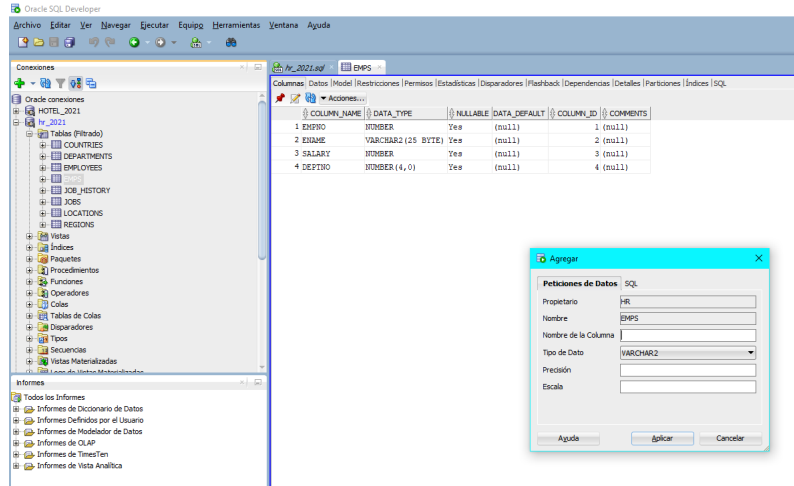 Oracle SQL Developer
Archivo Editar Ver Navegar Ejecutar Equipo Herramientas Ventana Ayuda
Conexiones
Oracle conexiones
HOTEL_2021
hr_2021
Tablas (Filtrado)
COUNTRIES
DEPARTMENTS
EMPLOYEES
EMPS
JOB_HISTORY
JOBS
LOCATIONS
REGIONS
Vistas
Índices
Paquetes
Procedimientos
Funciones
Operadores
Colas
Tablas de Colas
Disparadores
Tipos
Secuencias
Vistas Materializadas
Logs de Vistas Materializadas
Informes
Todos los Informes
Informes de Diccionario de Datos
Informes Definidos por el Usuario
Informes de Modelador de Datos
Informes de OLAP
Informes de TimesTen
Informes de Vista Analítica
hr_2021.sql EMPS
Columnas Datos Model Restricciones Permisos Estadísticas Disparadores Flashback Dependencias Detalles Particiones Índices SQL
Acciones...
COLUMN_NAME DATA_TYPE NULLABLE DATA_DEFAULT COLUMN_ID COMMENTS
1 EMPNO NUMBER Yes (null) 1 (null)
2 ENAME VARCHAR2(25 BYTE) Yes (null) 2 (null)
3 SALARY NUMBER Yes (null) 3 (null)
4 DEPTNO NUMBER(4,0) Yes (null) 4 (null)
Agregar
Peticiones de Datos SQL
Propietario HR
Nombre EMPS
Nombre de la Columna
Tipo de Dato VARCHAR2
Precisión
Escala
Ayuda Aplicar Cancelar